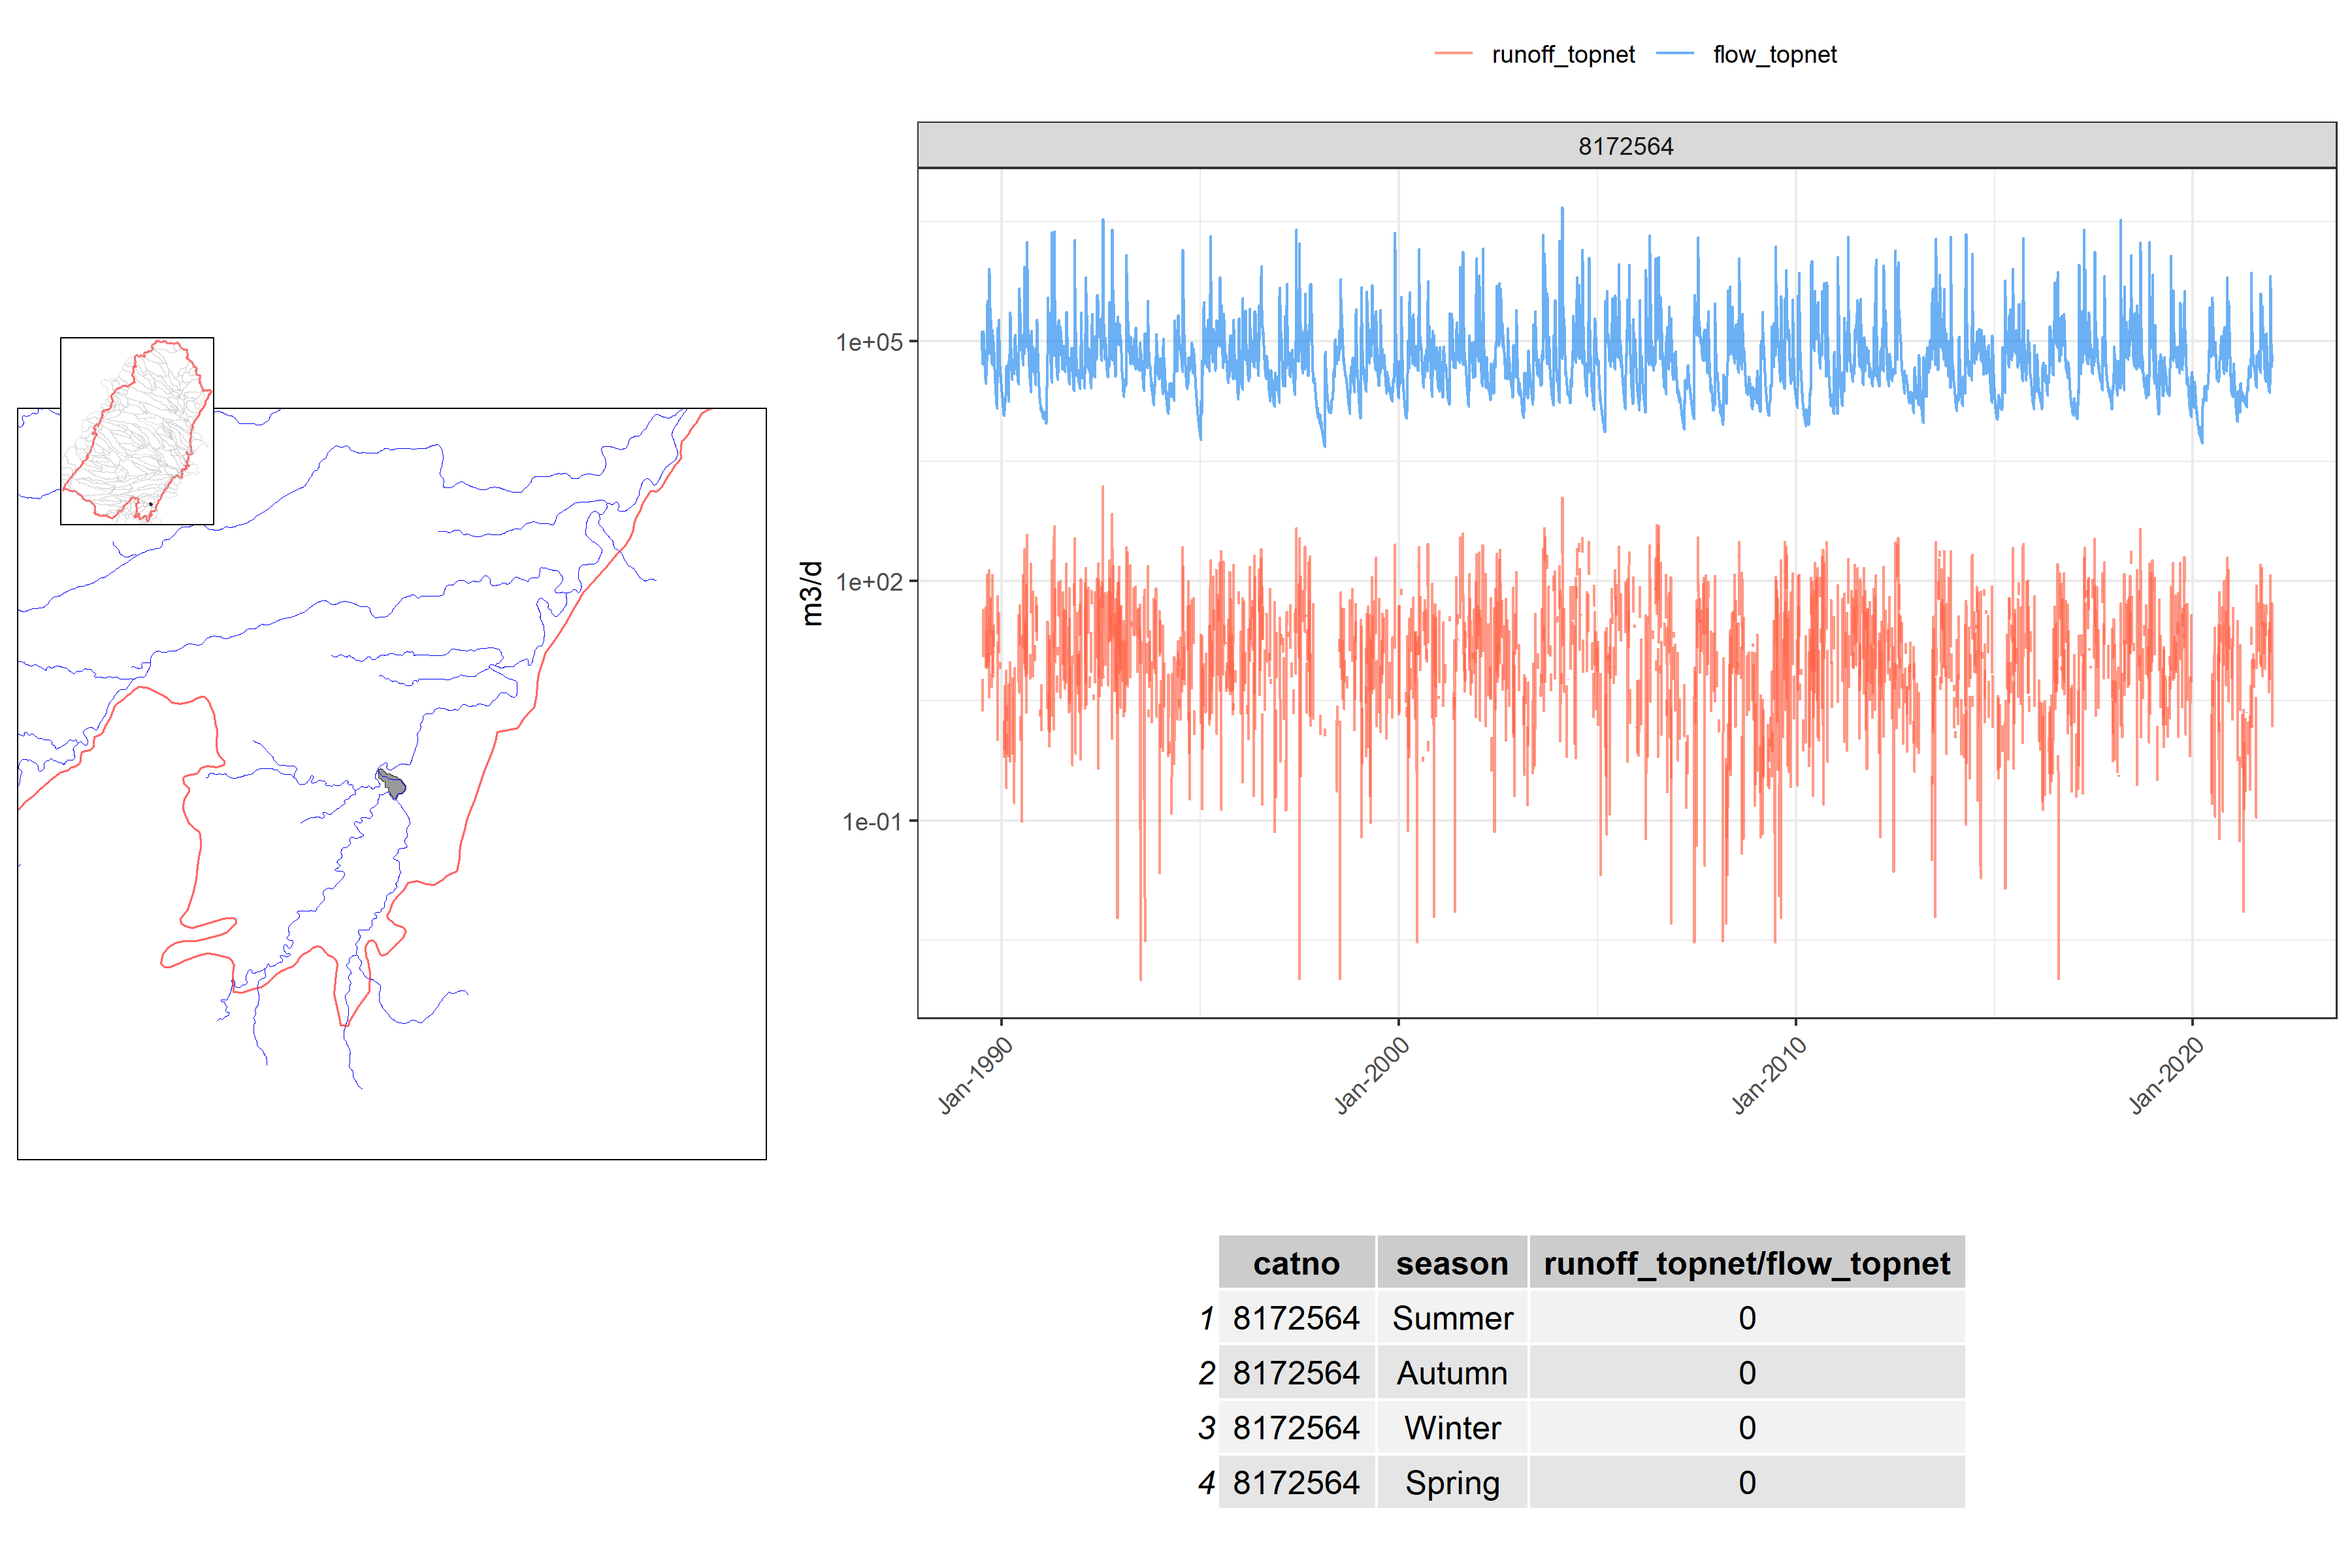 runoff_topnet flow_topnet
8172564
m3/d
1e+05
1e+02
1e-01
Jan-1990 Jan-2000 Jan-2010 Jan-2020
catno season runoff_topnet/flow_topnet
1 8172564 Summer 0
2 8172564 Autumn 0
3 8172564 Winter 0
4 8172564 Spring 0